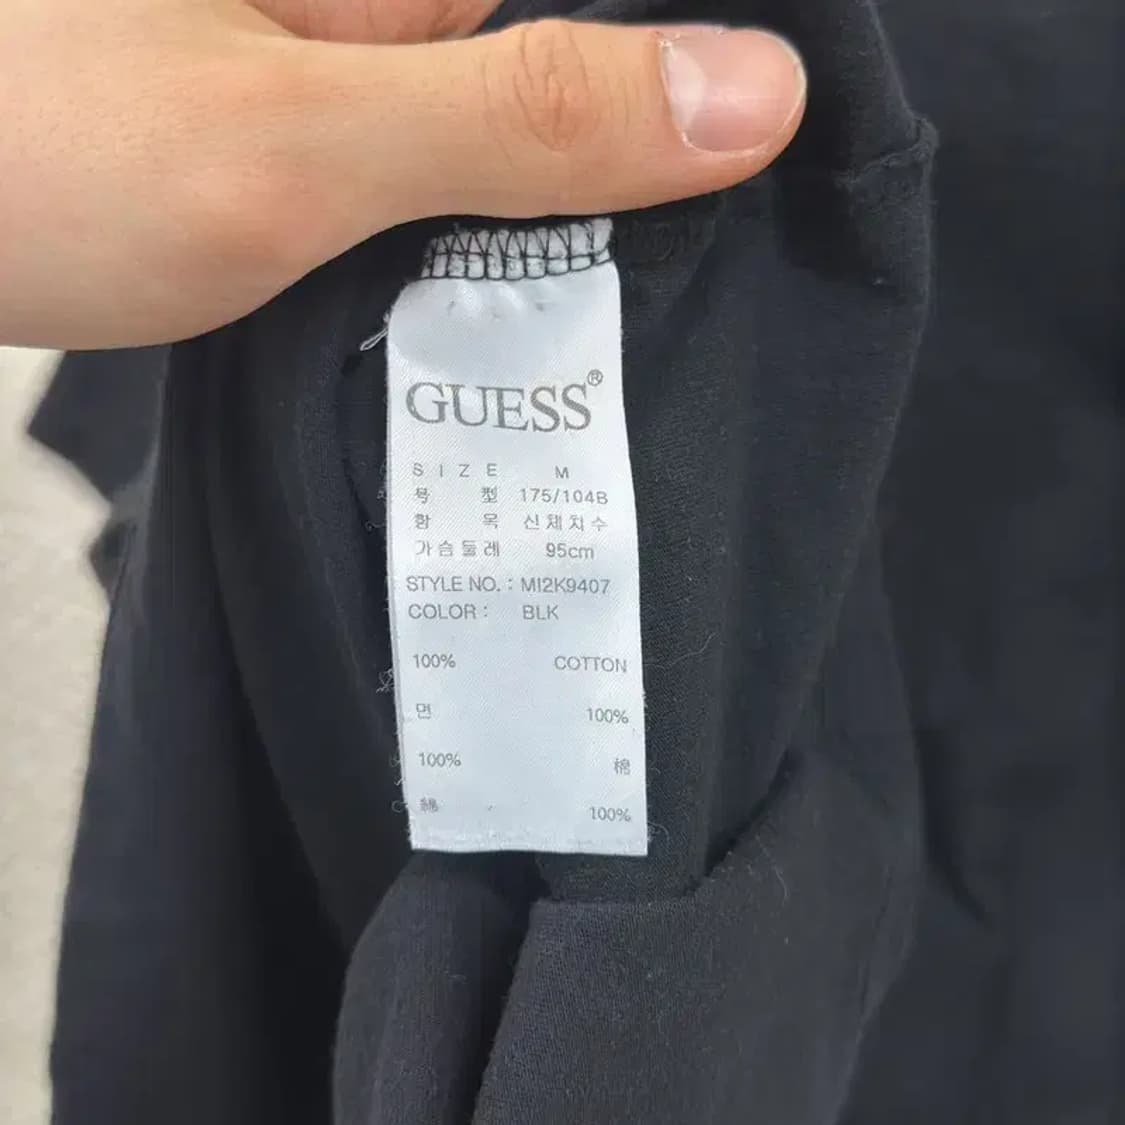 GUESS®
SIZE M
号 型 175/104B
항 목 신체치수
가슴둘레 95cm
STYLE NO. : MI2K9407
COLOR : BLK
100% COTTON
면 100%
100% 棉
綿 100%